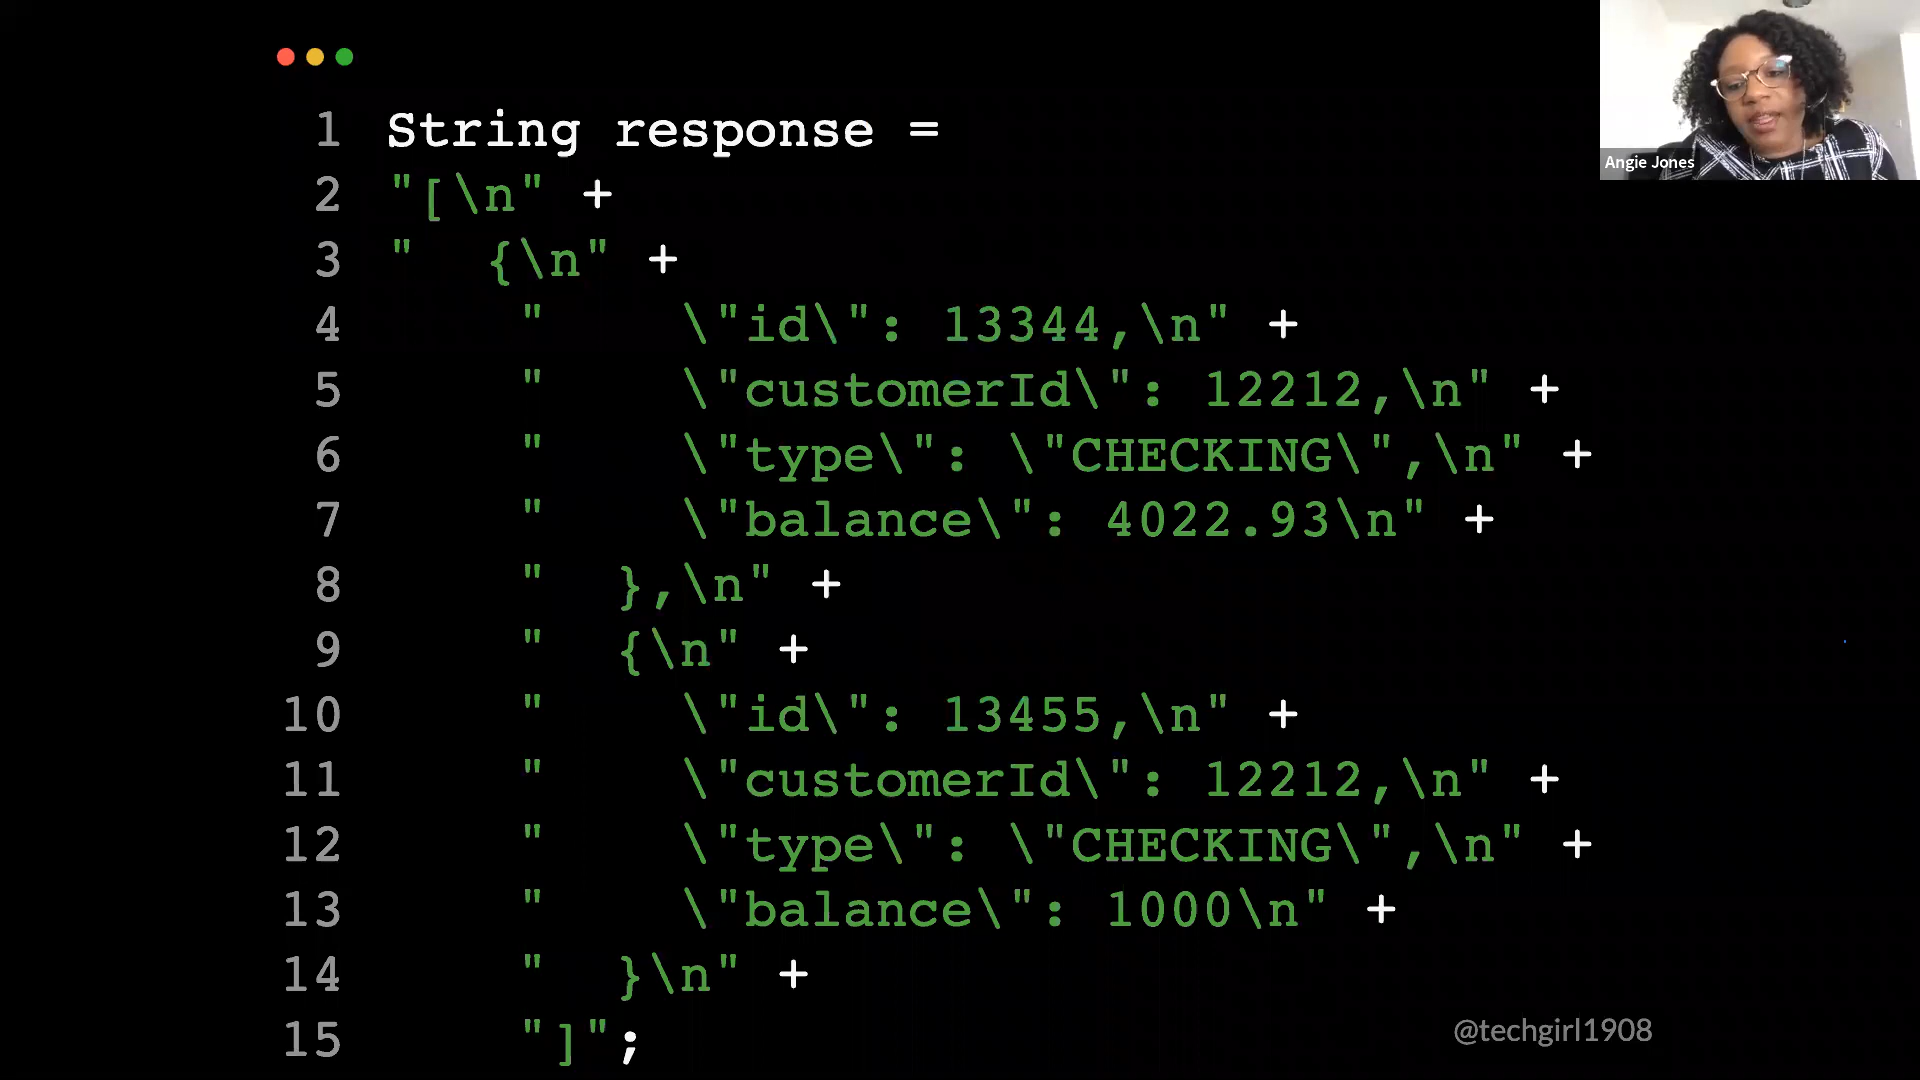 1 String response =
2 "[\n" +
3 "  {\n" +
4     "    \"id\": 13344,\n" +
5     "    \"customerId\": 12212,\n" +
6     "    \"type\": \"CHECKING\",\n" +
7     "    \"balance\": 4022.93\n" +
8     "  },\n" +
9     "  {\n" +
10     "    \"id\": 13455,\n" +
11     "    \"customerId\": 12212,\n" +
12     "    \"type\": \"CHECKING\",\n" +
13     "    \"balance\": 1000\n" +
14     "  }\n" +
15     "]";
Angie Jones
@techgirl1908